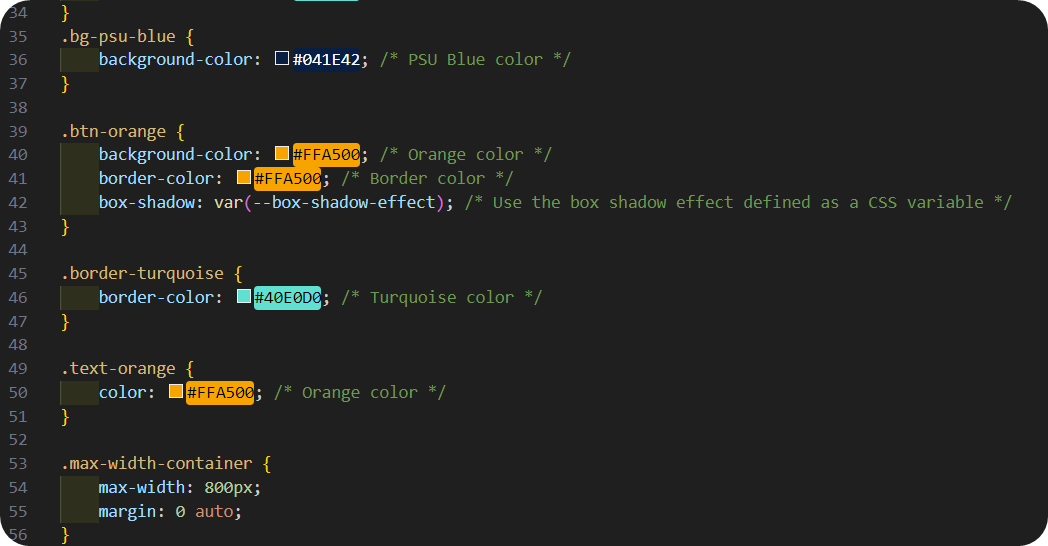 34 }
35 .bg-psu-blue {
36     background-color: #041E42; /* PSU Blue color */
37 }
38
39 .btn-orange {
40     background-color: #FFA500; /* Orange color */
41     border-color: #FFA500; /* Border color */
42     box-shadow: var(--box-shadow-effect); /* Use the box shadow effect defined as a CSS variable */
43 }
44
45 .border-turquoise {
46     border-color: #40E0D0; /* Turquoise color */
47 }
48
49 .text-orange {
50     color: #FFA500; /* Orange color */
51 }
52
53 .max-width-container {
54     max-width: 800px;
55     margin: 0 auto;
56 }